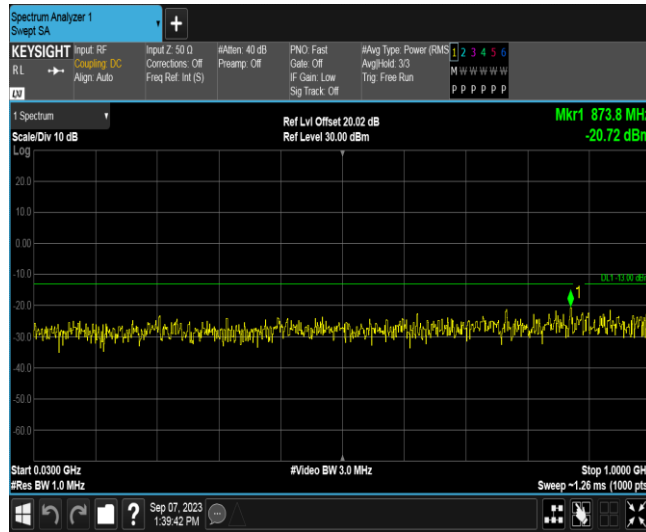 Spectrum Analyzer 1
Swept SA
+
KEYSIGHT Input: RF
RL
Coupling: DC
Align: Auto
LXI
Input Z: 50 Ω
Corrections: Off
Freq Ref: Int (S)
#Atten: 40 dB
Preamp: Off
PNO: Fast
Gate: Off
IF Gain: Low
Sig Track: Off
#Avg Type: Power (RMS
Avg|Hold: 3/3
Trig: Free Run
1 2 3 4 5 6
M W W W W W
P P P P P P
1 Spectrum
Scale/Div 10 dB
Log
Ref Lvl Offset 20.02 dB
Ref Level 30.00 dBm
Mkr1 873.8 MHz
-20.72 dBm
20.0
10.0
0.00
-10.0
DL1 -13.00 dBm
1
-20.0
-30.0
-40.0
-50.0
-60.0
Start 0.0300 GHz
#Res BW 1.0 MHz
#Video BW 3.0 MHz
Stop 1.0000 GH
Sweep ~1.26 ms (1000 pts
?
Sep 07, 2023
1:39:42 PM